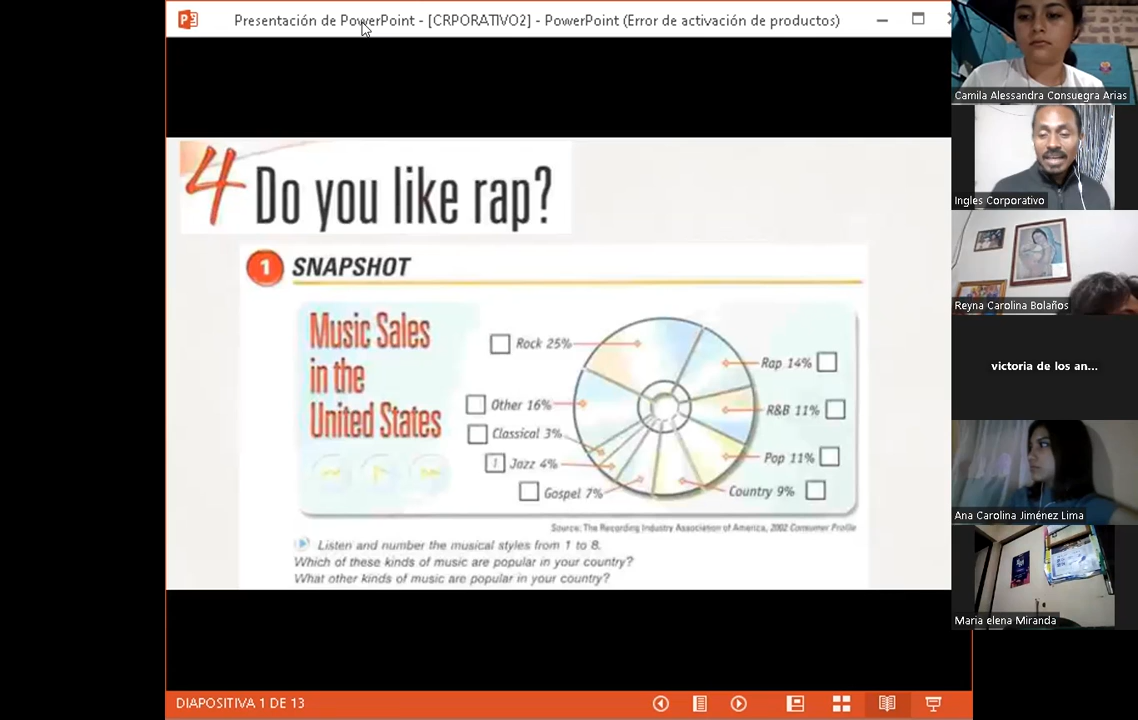 Presentación de PowerPoint - [CRPORATIVO2] - PowerPoint (Error de activación de productos)
4 Do you like rap?
1 SNAPSHOT
Music Sales
in the
United States
Rock 25%
Other 16%
Classical 3%
1 Jazz 4%
Gospel 7%
Rap 14%
R&B 11%
Pop 11%
Country 9%
Source: The Recording Industry Association of America, 2002 Consumer Profile
Listen and number the musical styles from 1 to 8.
Which of these kinds of music are popular in your country?
What other kinds of music are popular in your country?
DIAPOSITIVA 1 DE 13
Camila Alessandra Consuegra Arias
Ingles Corporativo
Reyna Carolina Bolaños
victoria de los an...
Ana Carolina Jiménez Lima
Maria elena Miranda